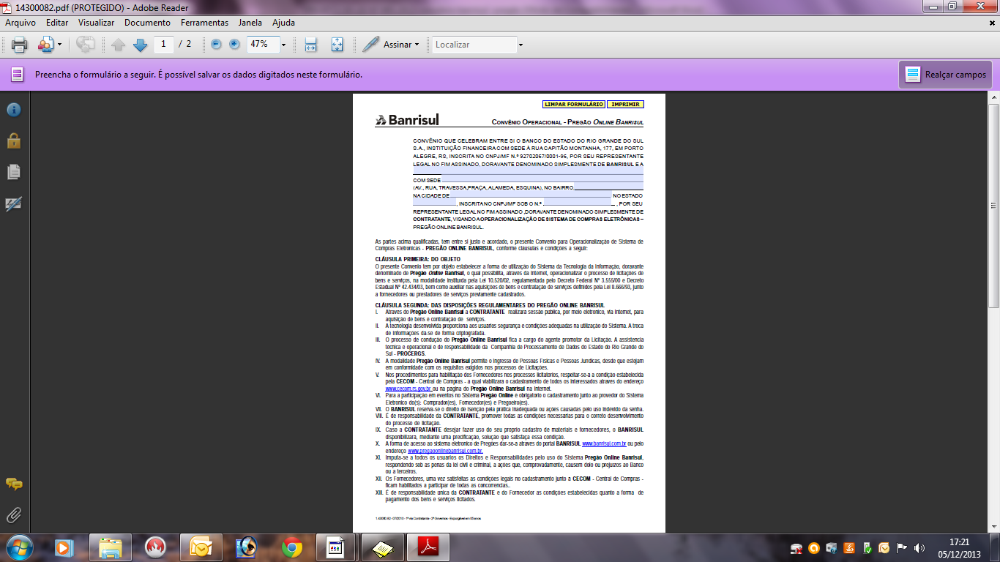 14300082.pdf (PROTEGIDO) - Adobe Reader
Arquivo Editar Visualizar Documento Ferramentas Janela Ajuda
1 / 2 47% Assinar Localizar
Preencha o formulário a seguir. É possível salvar os dados digitados neste formulário. Realçar campos
LIMPAR FORMULÁRIO IMPRIMIR
Banrisul CONVÊNIO OPERACIONAL - PREGÃO ONLINE BANRISUL
CONVÊNIO QUE CELEBRAM ENTRE SI O BANCO DO ESTADO DO RIO GRANDE DO SUL
S.A., INSTITUIÇÃO FINANCEIRA COM SEDE À RUA CAPITÃO MONTANHA, 177, EM PORTO
ALEGRE, RS, INSCRITA NO CNPJ/MF N.º 92702067/0001-96, POR SEU REPRESENTANTE
LEGAL NO FIM ASSINADO, DORAVANTE DENOMINADO SIMPLESMENTE DE BANRISUL E A
COM SEDE
(AV., RUA, TRAVESSA,PRAÇA, ALAMEDA, ESQUINA), NO BAIRRO,
NA CIDADE DE NO ESTADO
, INSCRITA NO CNPJ/MF SOB O N.º , POR SEU
REPRESENTANTE LEGAL NO FIM ASSINADO ,DORAVANTE DENOMINADO SIMPLESMENTE DE
CONTRATANTE, VISANDO A OPERACIONALIZAÇÃO DE SISTEMA DE COMPRAS ELETRÔNICAS –
PREGÃO ONLINE BANRISUL.
As partes acima qualificadas, tem entre si justo e acordado, o presente Convenio para Operacionalização de Sistema de
Compras Eletronicas - PREGÃO ONLINE BANRISUL, conforme clausulas e condições a seguir:
CLÁUSULA PRIMEIRA: DO OBJETO
O presente Convenio tem por objeto estabelecer a forma de utilização do Sistema da Tecnologia da Informação, doravante
denominado de Pregão Online Banrisul, o qual possibilita, através da Internet, operacionalizar o processo de licitações de
bens e serviços, na modalidade instituida pela Lei 10.520/02, regulamentada pelo Decreto Federal Nº 3.555/00 e Decreto
Estadual Nº 42.434/03, bem como auxiliar nas aquisições de bens e contratação de serviços definidos pela Lei 8.666/93, junto
a fornecedores ou prestadores de serviços previamente cadastrados.
CLÁUSULA SEGUNDA: DAS DISPOSIÇÕES REGULAMENTARES DO PREGÃO ONLINE BANRISUL
I. Atraves do Pregão Online Banrisul a CONTRATANTE realizara sessão publica, por meio eletronico, via Internet, para
aquisição de bens e contratação de serviços.
II. A tecnologia desenvolvida proporciona aos usuarios segurança e condições adequadas na utilização do Sistema. A troca
de informações da-se de forma criptografada.
III. O processo de condução do Pregão Online Banrisul fica a cargo do agente promotor da Licitação. A assistencia
tecnica e operacional e de responsabilidade da Companhia de Processamento de Dados do Estado do Rio Grande do
Sul - PROCERGS.
IV. A modalidade Pregão Online Banrisul permite o ingresso de Pessoas Fisicas e Pessoas Juridicas, desde que estejam
em conformidade com os requisitos exigidos nos processos de Licitações.
V. Nos procedimentos para habilitação dos Fornecedores nos processos licitatorios, respeitar-se-a a condição estabelecida
pela CECOM - Central de Compras - a qual viabilizara o cadastramento de todos os interessados atraves do endereço
www.cecom.rs.gov.br ou na pagina do Pregão Online Banrisul na Internet.
VI. Para a participação em eventos no Sistema Pregão Online e obrigatorio o cadastramento junto ao provedor do Sistema
Eletronico do(s): Comprador(es), Fornecedor(es) e Pregoeiro(es).
VII. O BANRISUL reserva-se o direito de isenção pela pratica inadequada ou ações causadas pelo uso indevido da senha.
VIII. É de responsabilidade da CONTRATANTE, promover todas as condições necessarias para o correto desenvolvimento
do processo de licitação.
IX. Caso a CONTRATANTE desejar fazer uso do seu proprio cadastro de materiais e fornecedores, o BANRISUL
disponibilizara, mediante uma precificação, solução que satisfaça essa condição.
X. A forma de acesso ao sistema eletronico de Pregões dar-se-a atraves do portal BANRISUL www.banrisul.com.br ou pelo
endereço www.pregaoonlinebanrisul.com.br.
XI. Imputa-se a todos os usuarios os Direitos e Responsabilidades pelo uso do Sistema Pregão Online Banrisul,
respondendo sob as penas da lei civil e criminal, a ações que, comprovadamente, causem dolo ou prejuizos ao Banco
ou a terceiros.
XII. Os Fornecedores, uma vez satisfeitas as condições legais no cadastramento junto a CECOM - Central de Compras -
ficam habilitados a participar de todas as concorrencias..
XIII. É de responsabilidade unica da CONTRATANTE e do Fornecedor as condições estabelecidas quanto a forma de
pagamento dos bens e serviços licitados.
17:21
05/12/2013